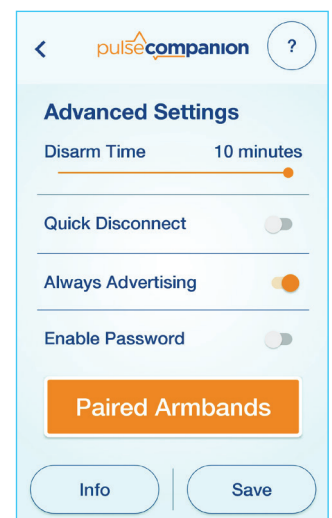 pulsecompanion ?
Advanced Settings
Disarm Time 10 minutes
Quick Disconnect
Always Advertising
Enable Password
Paired Armbands
Info Save